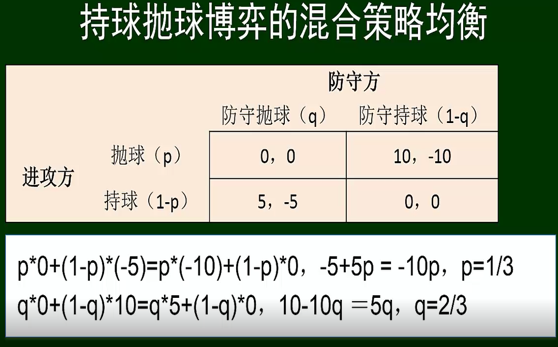 持球抛球博弈的混合策略均衡
防守方
防守抛球（q） 防守持球（1-q）
进攻方
抛球（p） 0，0 10，-10
持球（1-p） 5，-5 0，0
p*0+(1-p)*(-5)=p*(-10)+(1-p)*0，-5+5p = -10p，p=1/3
q*0+(1-q)*10=q*5+(1-q)*0，10-10q＝5q，q=2/3